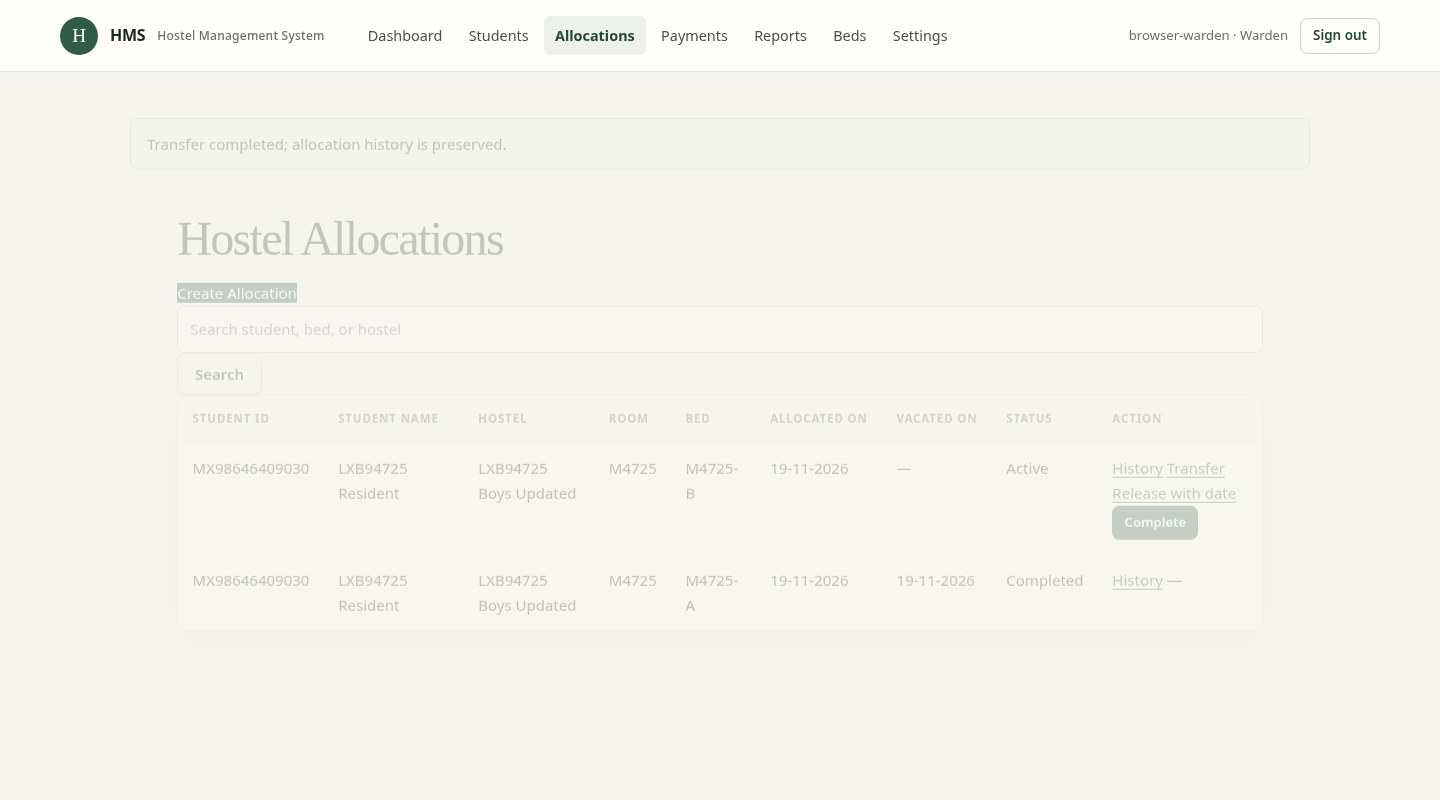 H HMS Hostel Management System Dashboard Students Allocations Payments Reports Beds Settings browser-warden · Warden Sign out
Transfer completed; allocation history is preserved.
Hostel Allocations
Create Allocation
Search student, bed, or hostel
Search
STUDENT ID STUDENT NAME HOSTEL ROOM BED ALLOCATED ON VACATED ON STATUS ACTION
MX98646409030 LXB94725 LXB94725 M4725 M4725- 19-11-2026 — Active History Transfer
Resident Boys Updated B Release with date
Complete
MX98646409030 LXB94725 LXB94725 M4725 M4725- 19-11-2026 19-11-2026 Completed History —
Resident Boys Updated A